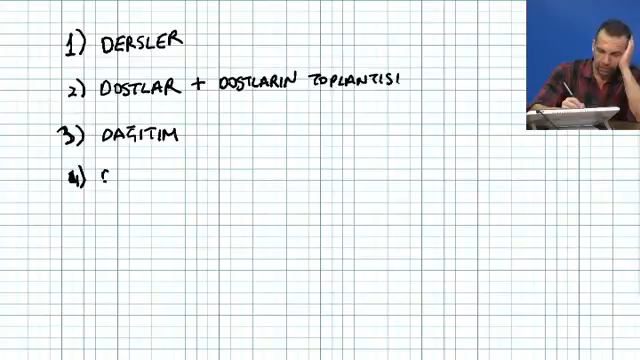 1) DERSLER
2) DOSTLAR + DOSTLARIN TOPLANTISI
3) DAĞITIM
4)